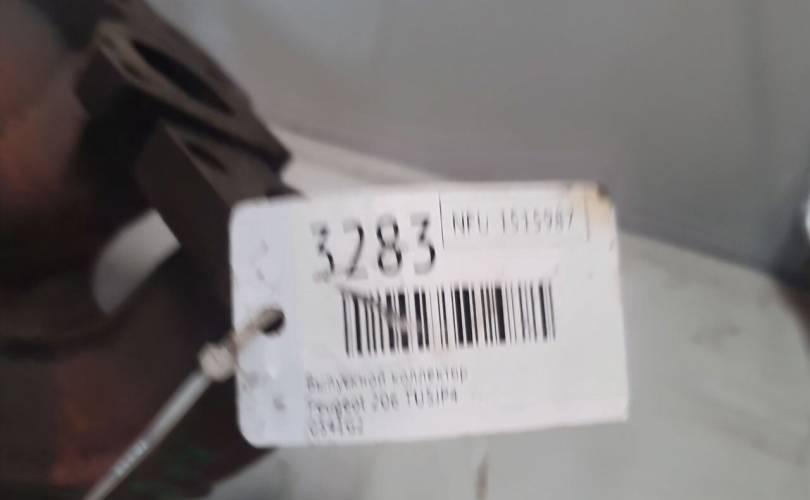 3283
NFU 1515987
Выпускной коллектор
Peugeot 206 TU5JP4